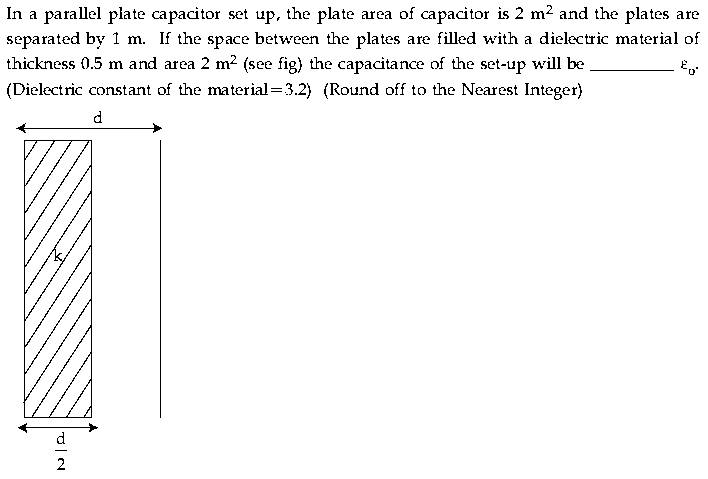 In a parallel plate capacitor set up, the plate area of capacitor is 2 m² and the plates are
separated by 1 m. If the space between the plates are filled with a dielectric material of
thickness 0.5 m and area 2 m² (see fig) the capacitance of the set-up will be __________ ε₀.
(Dielectric constant of the material=3.2) (Round off to the Nearest Integer)
d
k
d
2